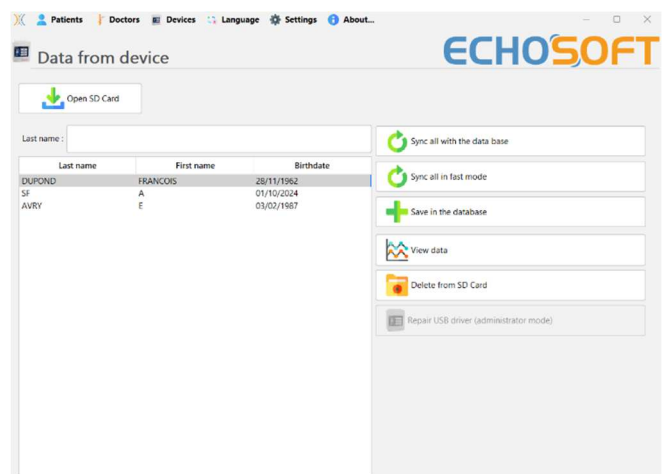 Patients Doctors Devices Language Settings About...
Data from device
ECHOSOFT
Open SD Card
Last name :
Last name First name Birthdate
DUPOND FRANCOIS 28/11/1962
SF A 01/10/2024
AVRY E 03/02/1987
Sync all with the data base
Sync all in fast mode
Save in the database
View data
Delete from SD Card
Repair USB driver (administrator mode)